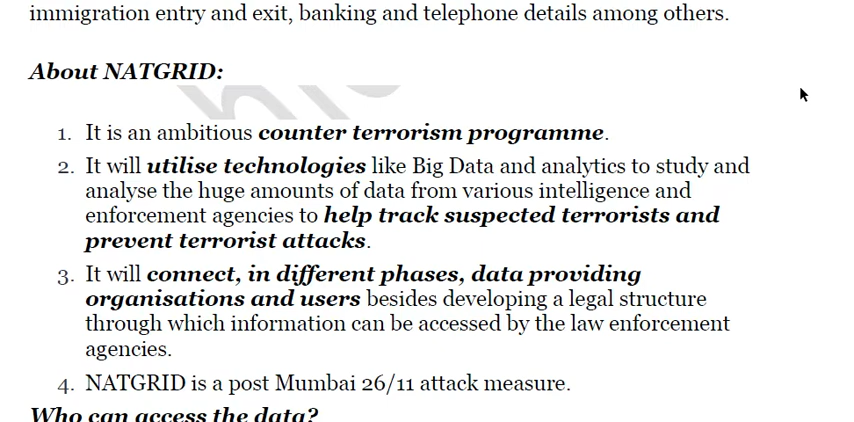 immigration entry and exit, banking and telephone details among others.
About NATGRID:
1. It is an ambitious counter terrorism programme.
2. It will utilise technologies like Big Data and analytics to study and
analyse the huge amounts of data from various intelligence and
enforcement agencies to help track suspected terrorists and
prevent terrorist attacks.
3. It will connect, in different phases, data providing
organisations and users besides developing a legal structure
through which information can be accessed by the law enforcement
agencies.
4. NATGRID is a post Mumbai 26/11 attack measure.
Who can access the data?